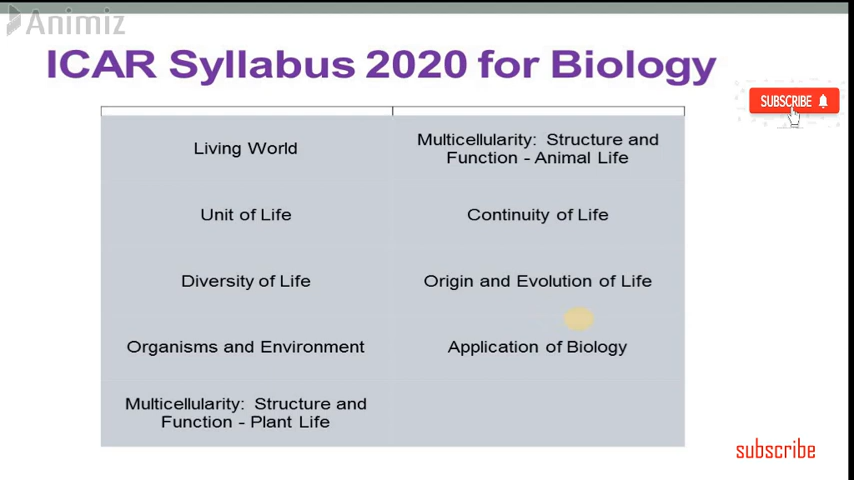 Animiz
ICAR Syllabus 2020 for Biology
SUBSCRIBE
Living World
Multicellularity: Structure and
Function - Animal Life
Unit of Life
Continuity of Life
Diversity of Life
Origin and Evolution of Life
Organisms and Environment
Application of Biology
Multicellularity: Structure and
Function - Plant Life
subscribe